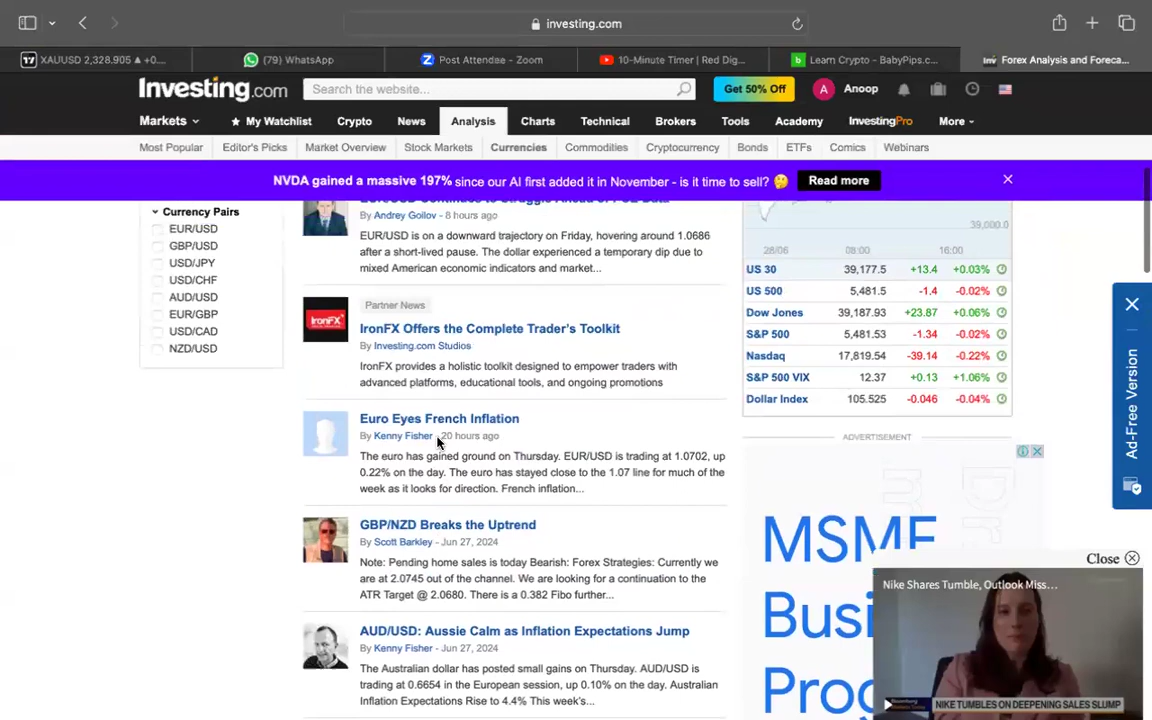 investing.com
17 XAUUSD 2,328.905 ▲ +0...
(79) WhatsApp
Post Attendee - Zoom
10-Minute Timer | Red Dig...
Learn Crypto - BabyPips.c...
Forex Analysis and Foreca...
Investing.com
Search the website...
Get 50% Off
A Anoop
Markets
My Watchlist
Crypto
News
Analysis
Charts
Technical
Brokers
Tools
Academy
InvestingPro
More
Most Popular
Editor's Picks
Market Overview
Stock Markets
Currencies
Commodities
Cryptocurrency
Bonds
ETFs
Comics
Webinars
NVDA gained a massive 197% since our AI first added it in November - is it time to sell? 🤔 Read more
Currency Pairs
EUR/USD
GBP/USD
USD/JPY
USD/CHF
AUD/USD
EUR/GBP
USD/CAD
NZD/USD
By Andrey Goilov - 8 hours ago
EUR/USD is on a downward trajectory on Friday, hovering around 1.0686
after a short-lived pause. The dollar experienced a temporary dip due to
mixed American economic indicators and market...
Partner News
IronFX
IronFX Offers the Complete Trader's Toolkit
By Investing.com Studios
IronFX provides a holistic toolkit designed to empower traders with
advanced platforms, educational tools, and ongoing promotions
Euro Eyes French Inflation
By Kenny Fisher - 20 hours ago
The euro has gained ground on Thursday. EUR/USD is trading at 1.0702, up
0.22% on the day. The euro has stayed close to the 1.07 line for much of the
week as it looks for direction. French inflation...
GBP/NZD Breaks the Uptrend
By Scott Barkley - Jun 27, 2024
Note: Pending home sales is today Bearish: Forex Strategies: Currently we
are at 2.0745 out of the channel. We are looking for a continuation to the
ATR Target @ 2.0680. There is a 0.382 Fibo further...
AUD/USD: Aussie Calm as Inflation Expectations Jump
By Kenny Fisher - Jun 27, 2024
The Australian dollar has posted small gains on Thursday. AUD/USD is
trading at 0.6654 in the European session, up 0.10% on the day. Australian
Inflation Expectations Rise to 4.4% This week's...
39,000.0
28/06 08:00 16:00
US 30 39,177.5 +13.4 +0.03%
US 500 5,481.5 -1.4 -0.02%
Dow Jones 39,187.93 +23.87 +0.06%
S&P 500 5,481.53 -1.34 -0.02%
Nasdaq 17,819.54 -39.14 -0.22%
S&P 500 VIX 12.37 +0.13 +1.06%
Dollar Index 105.525 -0.046 -0.04%
ADVERTISEMENT
MSME
Busi
Prog
Ad-Free Version
Close
Nike Shares Tumble, Outlook Miss...
NIKE TUMBLES ON DEEPENING SALES SLUMP